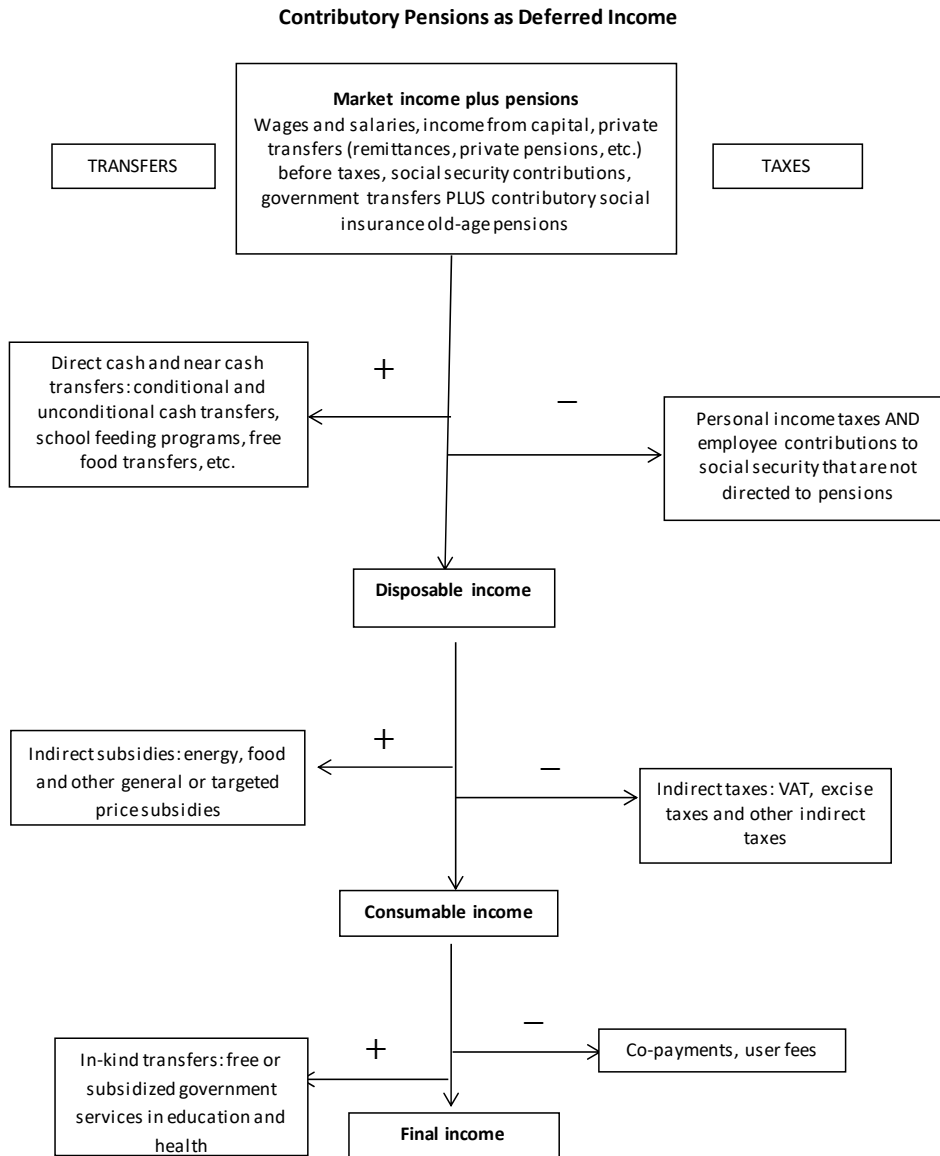 Contributory Pensions as Deferred Income
Market income plus pensions
Wages and salaries, income from capital, private
transfers (remittances, private pensions, etc.)
before taxes, social security contributions,
government transfers PLUS contributory social
insurance old-age pensions
TRANSFERS
TAXES
+
−
Direct cash and near cash
transfers: conditional and
unconditional cash transfers,
school feeding programs, free
food transfers, etc.
Personal income taxes AND
employee contributions to
social security that are not
directed to pensions
Disposable income
+
−
Indirect subsidies: energy, food
and other general or targeted
price subsidies
Indirect taxes: VAT, excise
taxes and other indirect
taxes
Consumable income
+
−
In-kind transfers: free or
subsidized government
services in education and
health
Co-payments, user fees
Final income